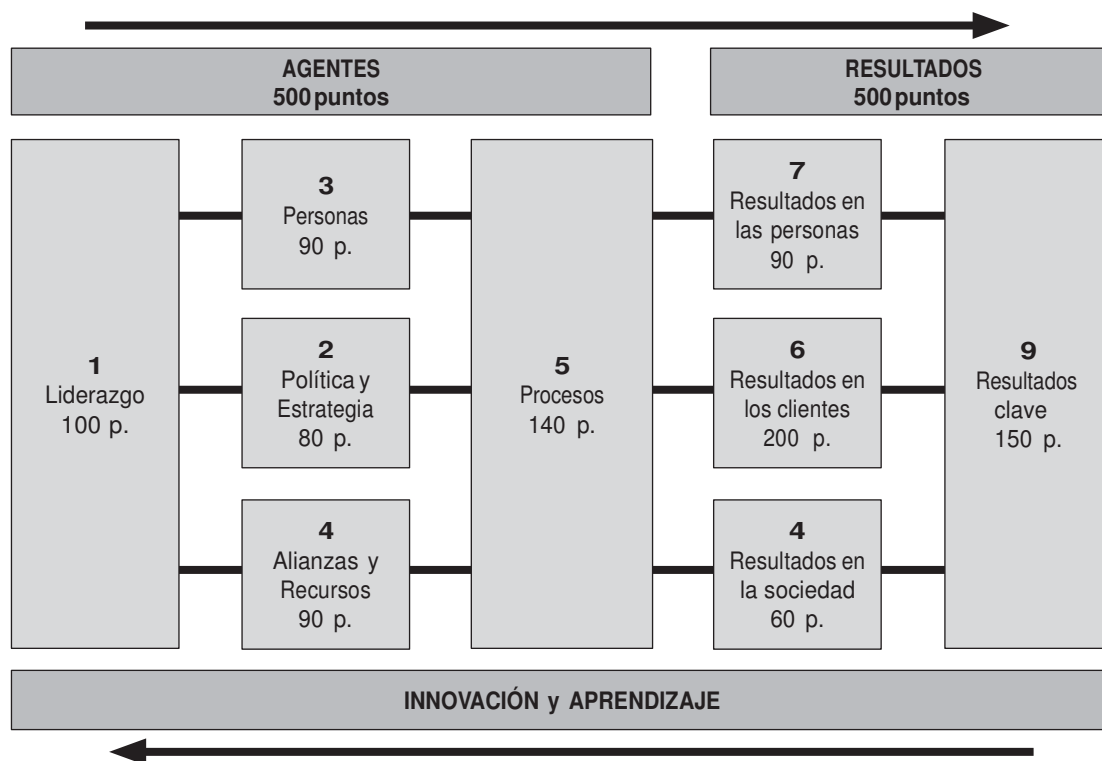 AGENTES
500 puntos
RESULTADOS
500 puntos
1
Liderazgo
100 p.
3
Personas
90 p.
2
Política y
Estrategia
80 p.
4
Alianzas y
Recursos
90 p.
5
Procesos
140 p.
7
Resultados en
las personas
90 p.
6
Resultados en
los clientes
200 p.
4
Resultados en
la sociedad
60 p.
9
Resultados
clave
150 p.
INNOVACIÓN y APRENDIZAJE